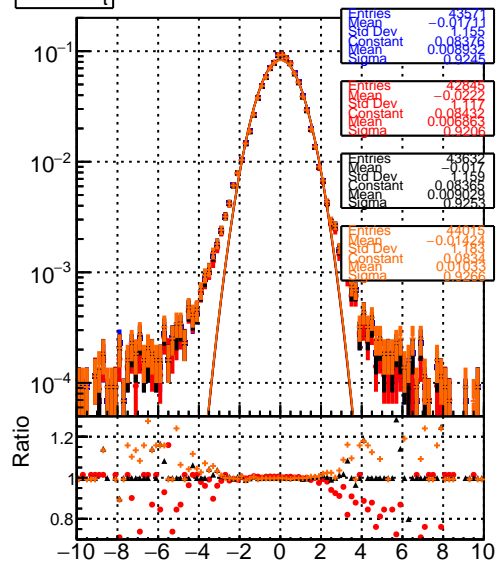 t
Entries 43571
Mean −0.01711
Std Dev 1.155
Constant 0.08376
Mean 0.008932
Sigma 0.9245
Entries 42845
Mean −0.0222
Std Dev 1.117
Constant 0.08432
Mean 0.006863
Sigma 0.9206
Entries 43632
Mean −0.017
Std Dev 1.159
Constant 0.08365
Mean 0.009029
Sigma 0.9253
Entries 44015
Mean −0.01424
Std Dev 1.183
Constant 0.0834
Mean 0.01033
Sigma 0.9266
10−1
10−2
10−3
10−4
Ratio
1.2
1
0.8
−10 −8 −6 −4 −2 0 2 4 6 8 10